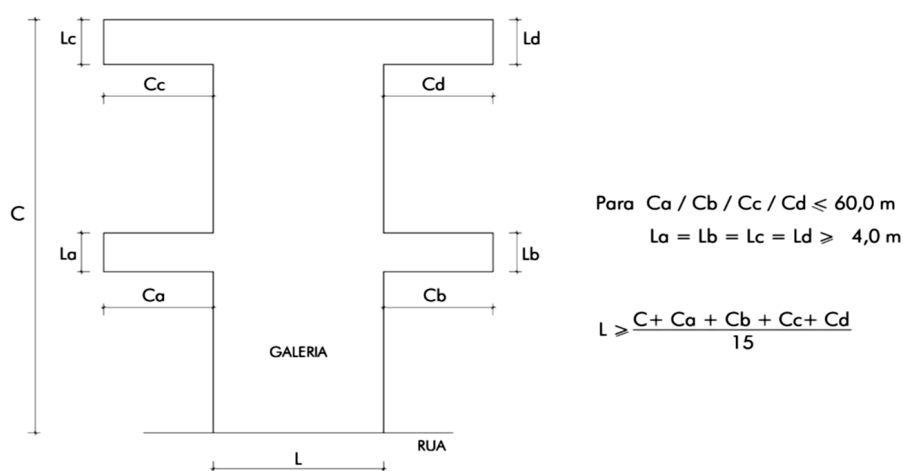 Lc
Ld
Cc
Cd
C
Para Ca / Cb / Cc / Cd ⩽ 60,0 m
La = Lb = Lc = Ld ⩾ 4,0 m
La
Lb
Ca
Cb
L ⩾ C+ Ca + Cb + Cc+ Cd
15
GALERIA
RUA
L